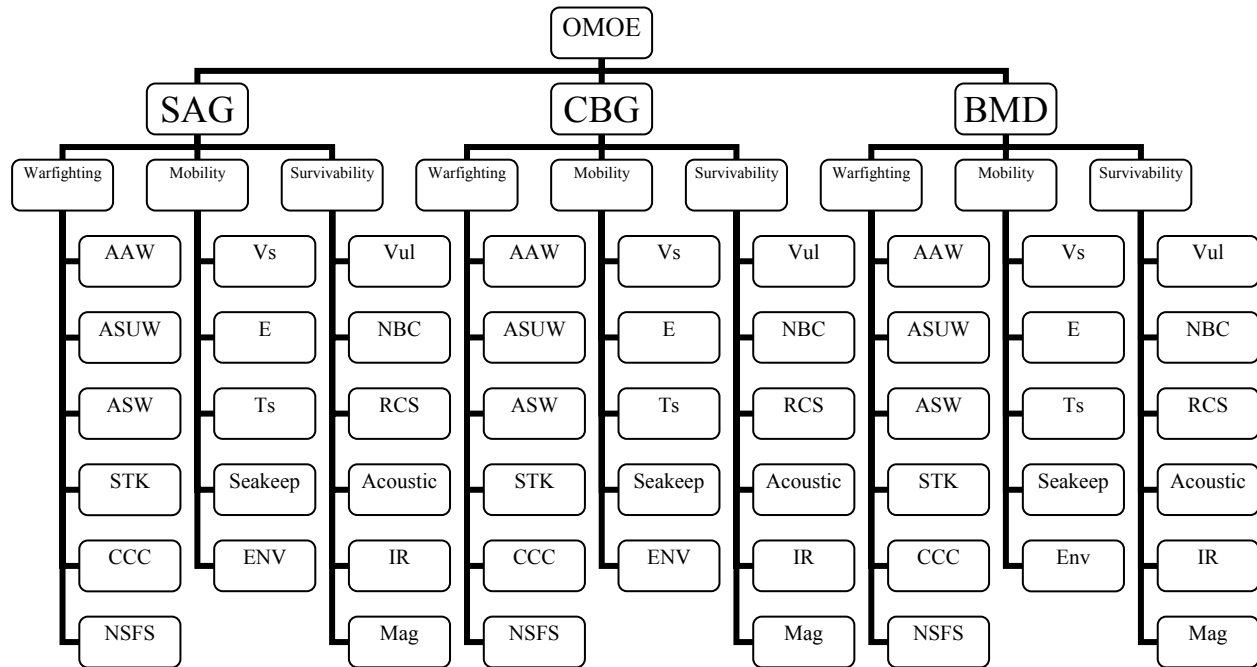 OMOE
SAG
CBG
BMD
Warfighting
Mobility
Survivability
Warfighting
Mobility
Survivability
Warfighting
Mobility
Survivability
AAW
Vs
Vul
AAW
Vs
Vul
AAW
Vs
Vul
ASUW
E
NBC
ASUW
E
NBC
ASUW
E
NBC
ASW
Ts
RCS
ASW
Ts
RCS
ASW
Ts
RCS
STK
Seakeep
Acoustic
STK
Seakeep
Acoustic
STK
Seakeep
Acoustic
CCC
ENV
IR
CCC
ENV
IR
CCC
Env
IR
NSFS
Mag
NSFS
Mag
NSFS
Mag